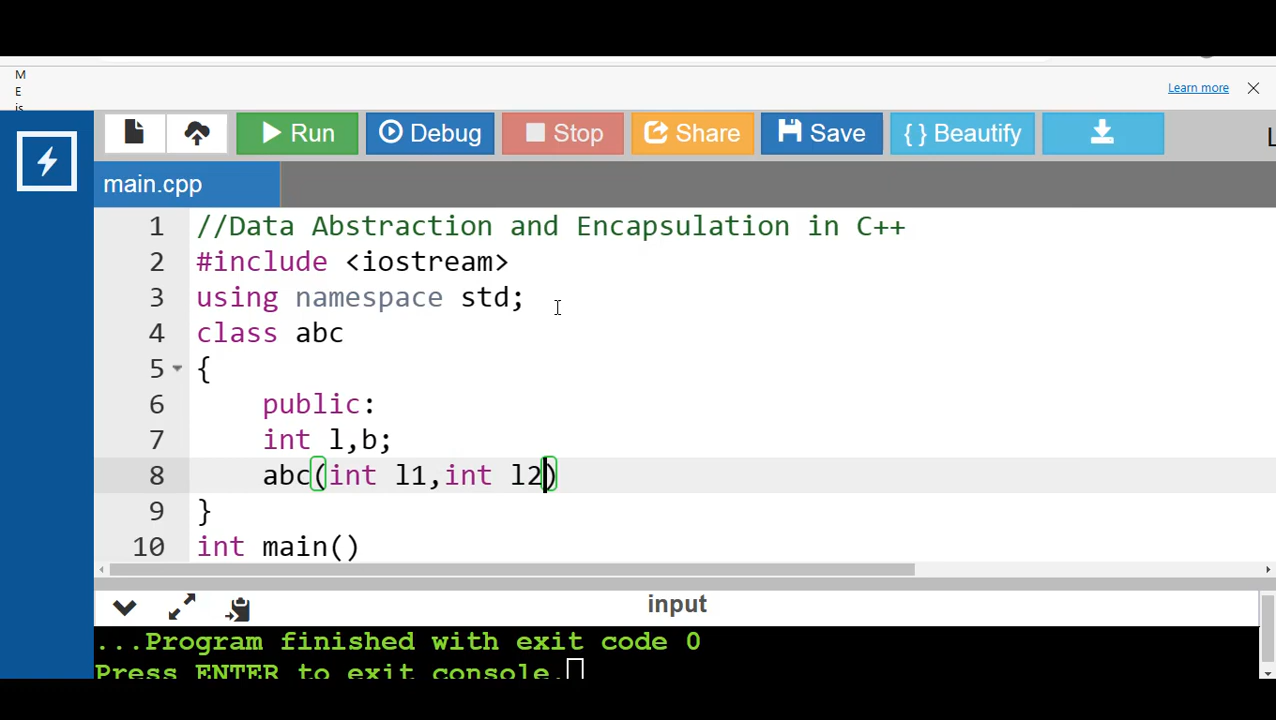 M
E
is
Learn more
Run Debug Stop Share Save { } Beautify
main.cpp
1 //Data Abstraction and Encapsulation in C++
2 #include <iostream>
3 using namespace std;
4 class abc
5 {
6 public:
7 int l,b;
8 abc(int l1,int l2)
9 }
10 int main()
input
...Program finished with exit code 0
Press ENTER to exit console.